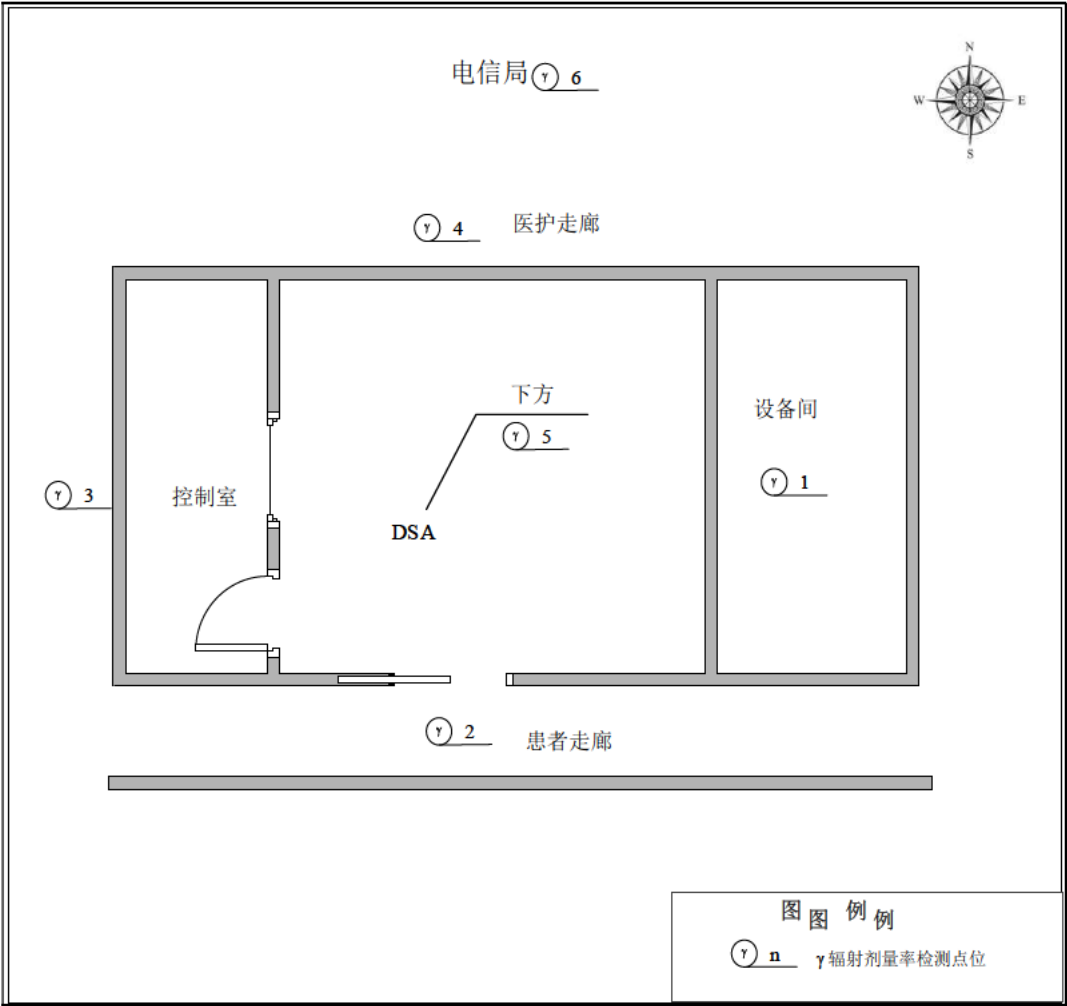 电信局 γ 6
N
W E
S
γ 4 医护走廊
下方
γ 5
设备间
γ 1
γ 3
控制室
DSA
γ 2 患者走廊
图图 例例
γ n γ辐射剂量率检测点位